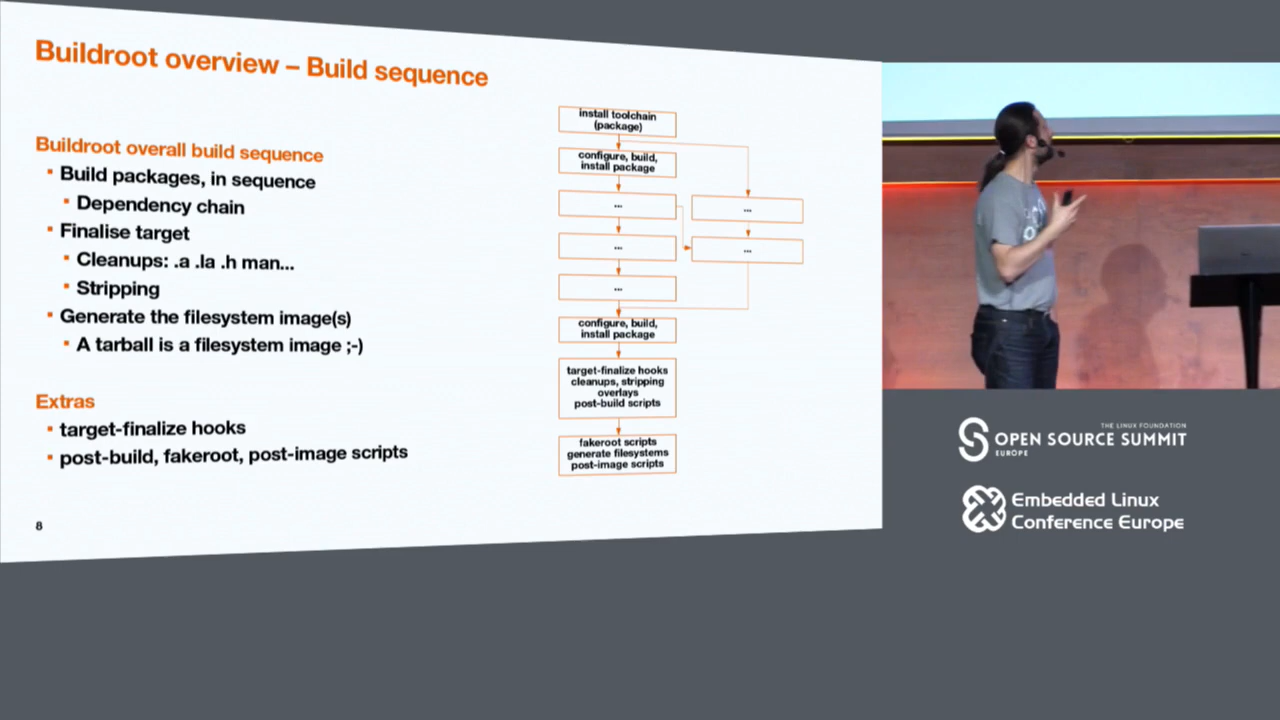 Buildroot overview – Build sequence
Buildroot overall build sequence
Build packages, in sequence
Dependency chain
Finalise target
Cleanups: .a .la .h man...
Stripping
Generate the filesystem image(s)
A tarball is a filesystem image ;-)
Extras
target-finalize hooks
post-build, fakeroot, post-image scripts
8
install toolchain
(package)
configure, build,
install package
...
...
...
...
...
configure, build,
install package
target-finalize hooks
cleanups, stripping
overlays
post-build scripts
fakeroot scripts
generate filesystems
post-image scripts
THE LINUX FOUNDATION
OPEN SOURCE SUMMIT
EUROPE
Embedded Linux
Conference Europe